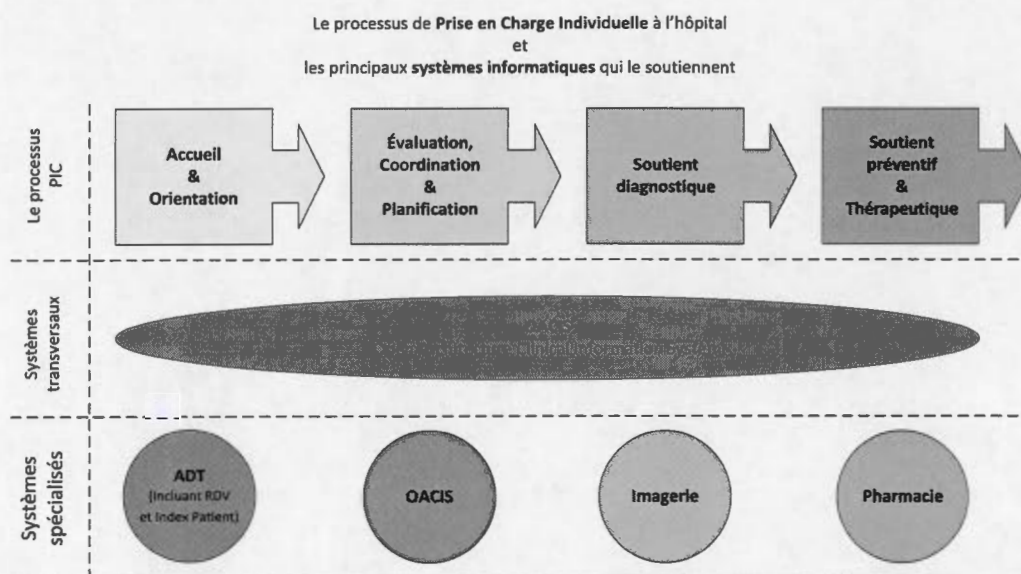 Le processus de Prise en Charge Individuelle à l'hôpital
et
les principaux systèmes informatiques qui le soutiennent
Le processus
PIC
Accueil
&
Orientation
Évaluation,
Coordination
&
Planification
Soutient
diagnostique
Soutient
préventif
&
Thérapeutique
Systèmes
transversaux
Clinical Information
Systèmes
spécialisés
ADT
(Incluant RDV
et Index Patient)
OACIS
Imagerie
Pharmacie